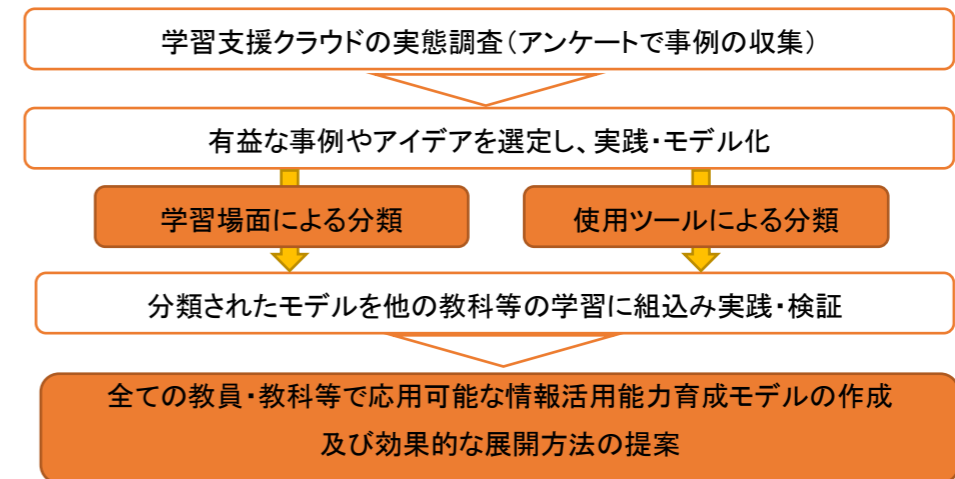 学習支援クラウドの実態調査（アンケートで事例の収集）
有益な事例やアイデアを選定し、実践・モデル化
学習場面による分類
使用ツールによる分類
分類されたモデルを他の教科等の学習に組込み実践・検証
全ての教員・教科等で応用可能な情報活用能力育成モデルの作成
及び効果的な展開方法の提案